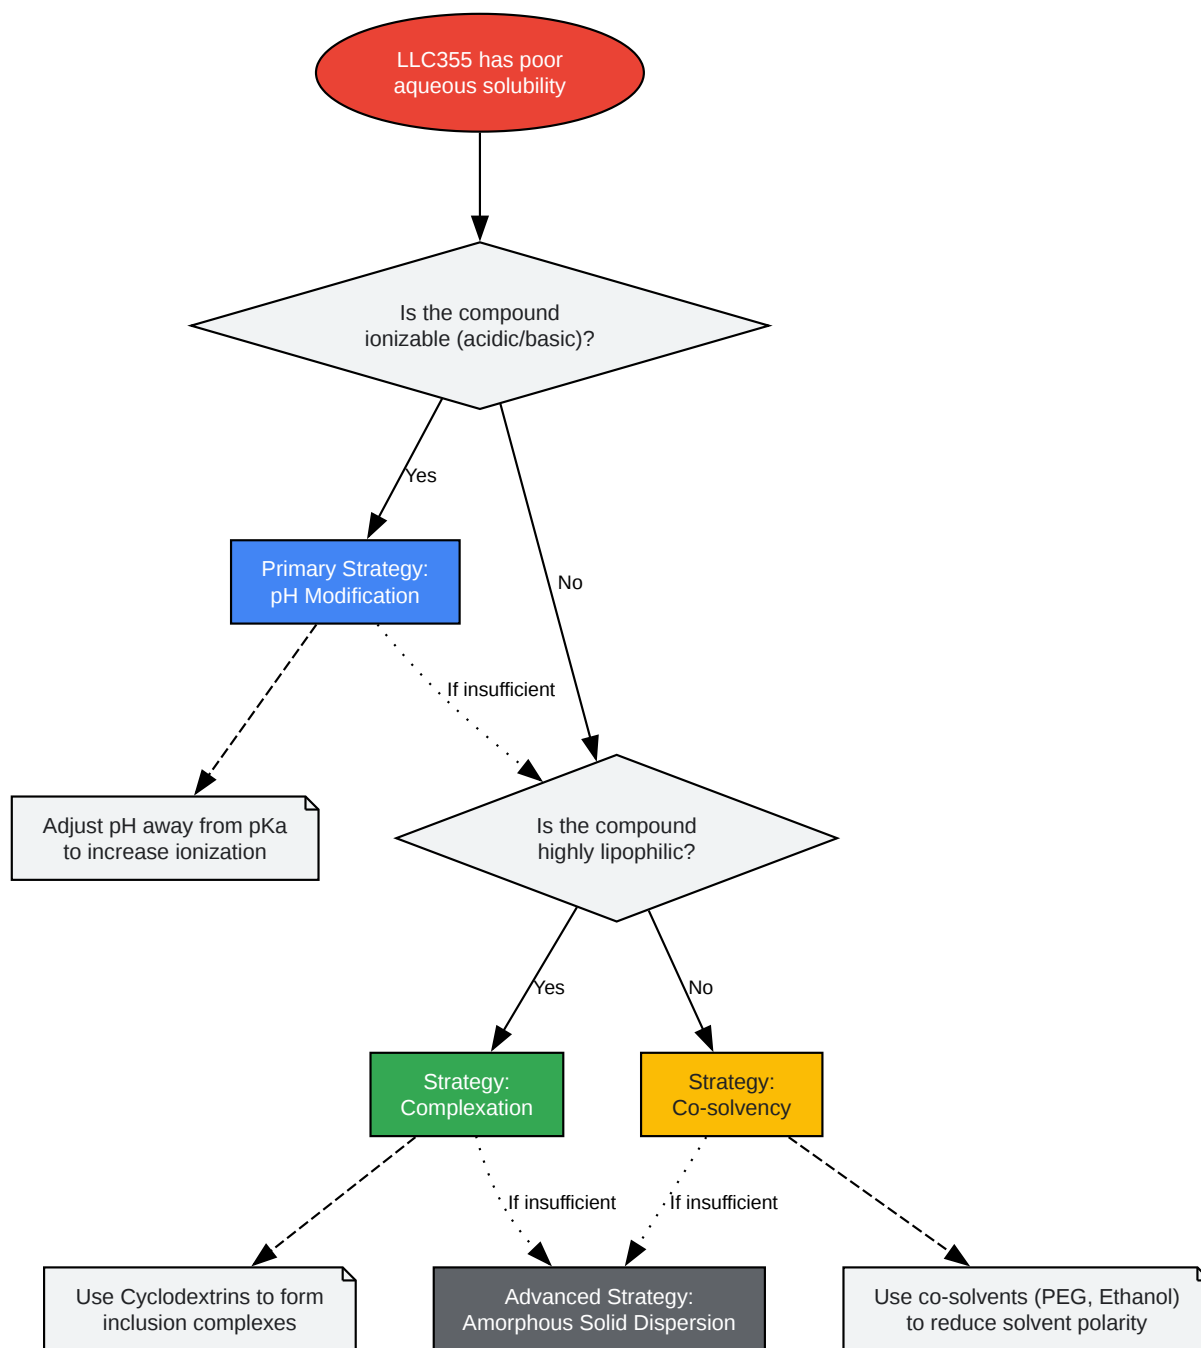 LLC355 has poor
aqueous solubility
Is the compound
ionizable (acidic/basic)?
Yes
No
Primary Strategy:
pH Modification
If insufficient
Adjust pH away from pKa
to increase ionization
Is the compound
highly lipophilic?
Yes
No
Strategy:
Complexation
Strategy:
Co-solvency
If insufficient
If insufficient
Use Cyclodextrins to form
inclusion complexes
Advanced Strategy:
Amorphous Solid Dispersion
Use co-solvents (PEG, Ethanol)
to reduce solvent polarity